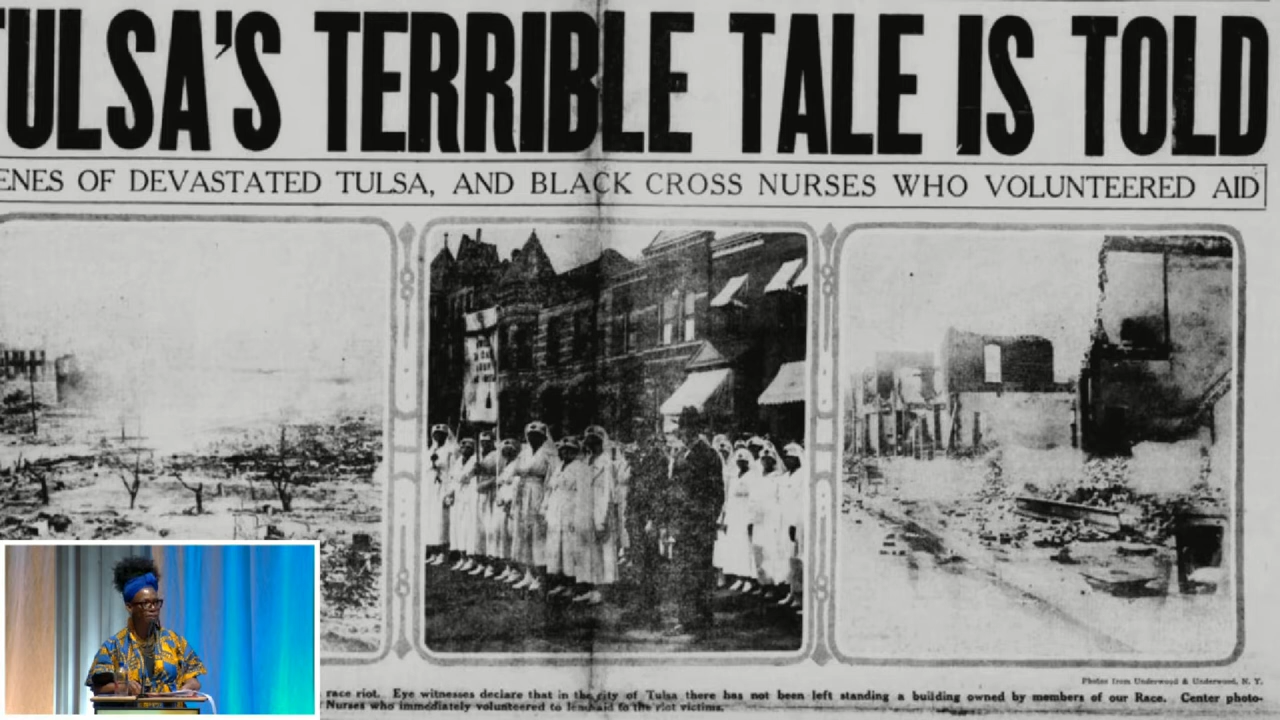 TULSA'S TERRIBLE TALE IS TOLD
ENES OF DEVASTATED TULSA, AND BLACK CROSS NURSES WHO VOLUNTEERED AID
Photos from Underwood & Underwood, N. Y.
race riot. Eye witnesses declare that in the city of Tulsa there has not been left standing a building owned by members of our Race. Center photo-
Nurses who immediately volunteered to lend aid to the riot victims.